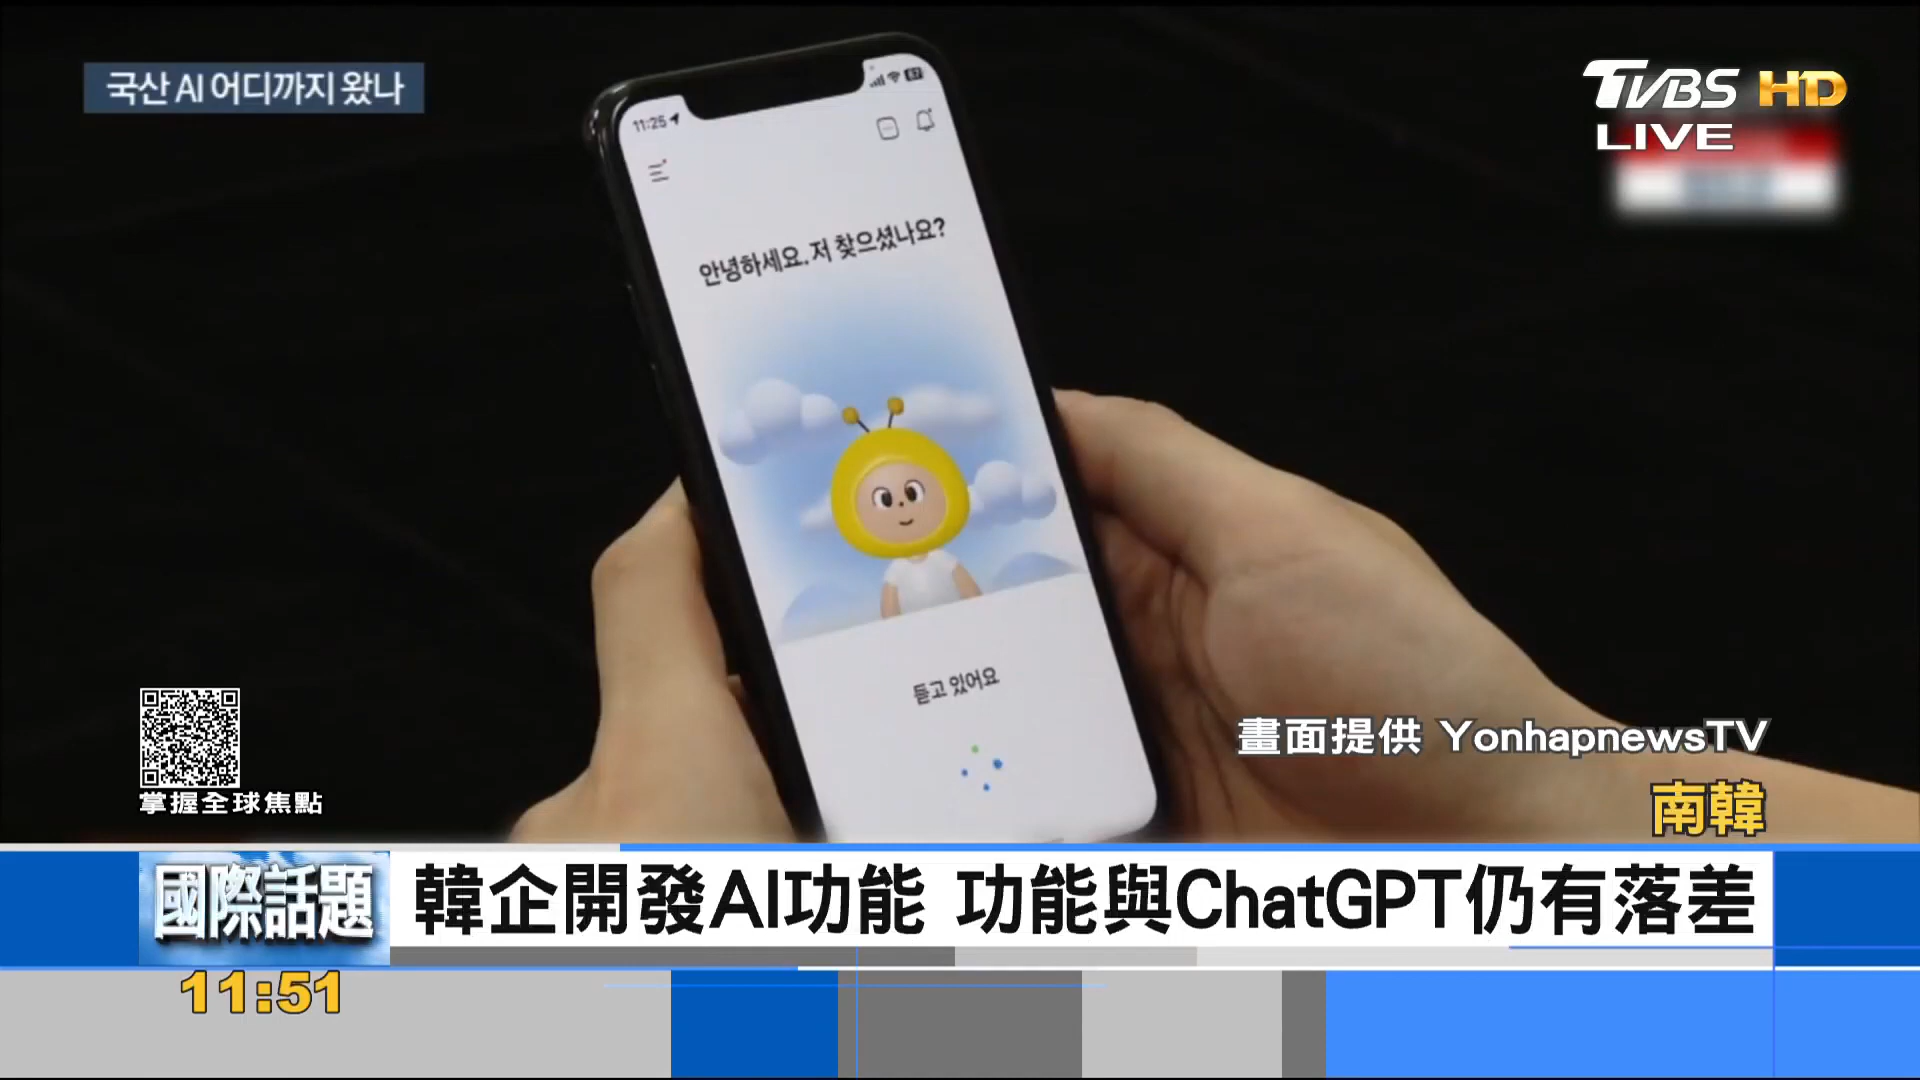 국산 AI 어디까지 왔나
TVBS HD
LIVE
11:25
67
안녕하세요. 저 찾으셨나요?
듣고 있어요
掌握全球焦點
畫面提供 YonhapnewsTV
南韓
國際話題
韓企開發AI功能 功能與ChatGPT仍有落差
11:51